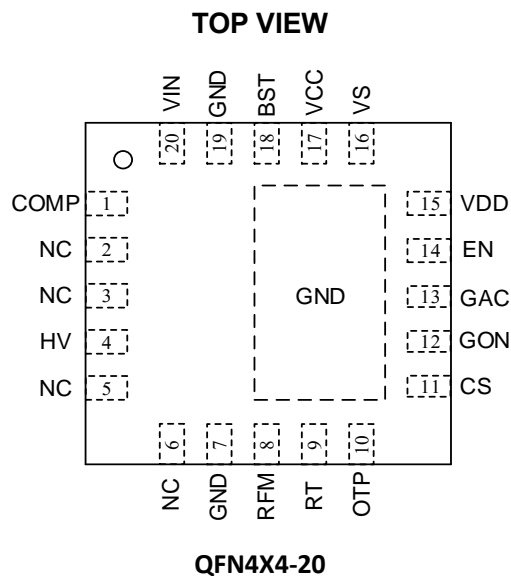 TOP VIEW
VIN GND BST VCC VS
20 19 18 17 16
COMP 1 15 VDD
NC 2 14 EN
NC 3 GND 13 GAC
HV 4 12 GON
NC 5 11 CS
6 7 8 9 10
NC GND RFM RT OTP
QFN4X4-20